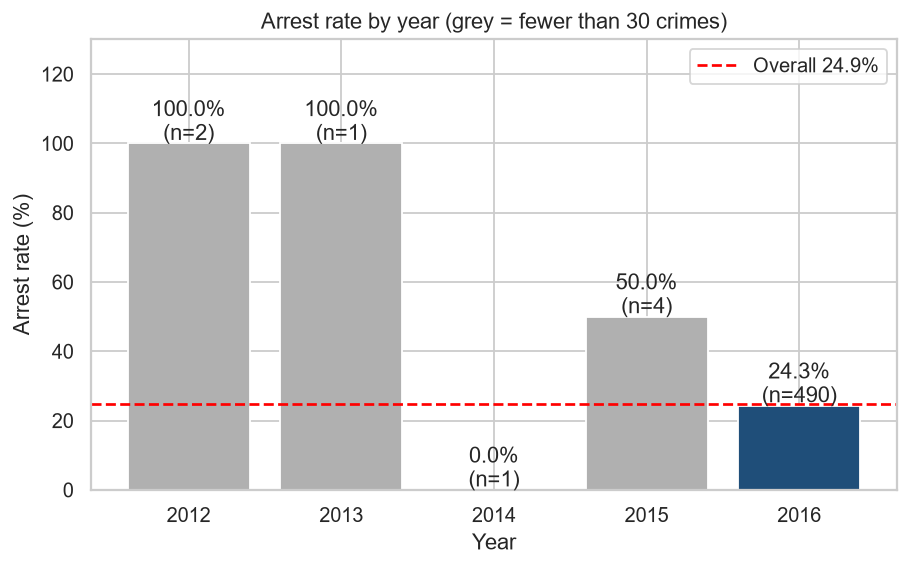 Arrest rate by year (grey = fewer than 30 crimes)
Overall 24.9%
Arrest rate (%)
120
100
80
60
40
20
0
100.0%
(n=2)
100.0%
(n=1)
0.0%
(n=1)
50.0%
(n=4)
24.3%
(n=490)
2012
2013
2014
2015
2016
Year